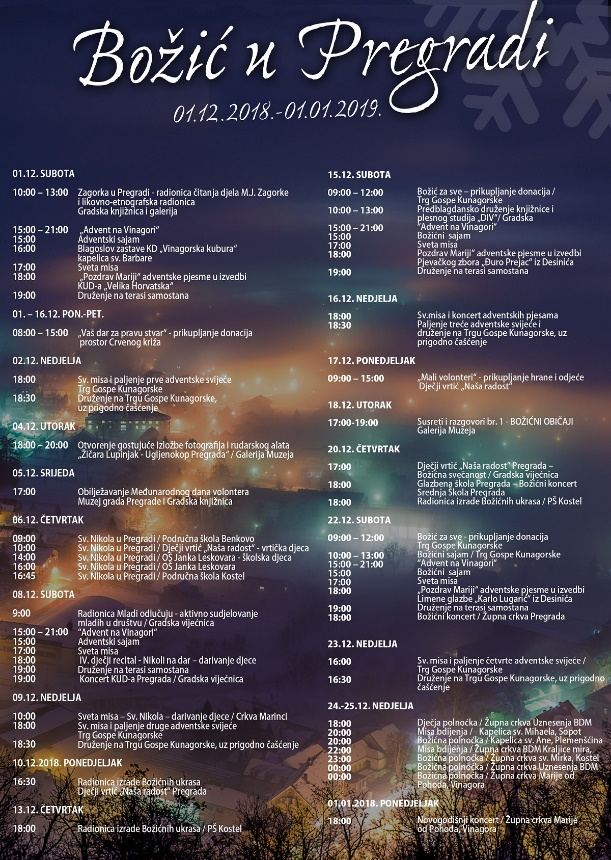 Božić u Pregradi
01.12.2018.-01.01.2019.
01.12. SUBOTA
10:00 – 13:00 Zagorka u Pregradi - radionica čitanja djela M.J. Zagorke
i likovno-etnografska radionica
Gradska knjižnica i galerija
15:00 – 21:00 „Advent na Vinagori“
15:00 Adventski sajam
16:00 Blagoslov zastave KD „Vinagorska kubura“
kapelica sv. Barbare
17:00 Sveta misa
18:00 „Pozdrav Mariji“ adventske pjesme u izvedbi
KUD-a „Velika Horvatska“
19:00 Druženje na terasi samostana
01. – 16.12. PON.-PET.
08:00 – 15:00 „Vaš dar za pravu stvar“ - prikupljanje donacija
prostor Crvenog križa
02.12. NEDJELJA
18:00 Sv. misa i paljenje prve adventske svijeće
Trg Gospe Kunagorske
18:30 Druženje na Trgu Gospe Kunagorske,
uz prigodno čašćenje
04.12. UTORAK
18:00 – 20:00 Otvorenje gostujuće izložbe fotografija i rudarskog alata
„Žičara Lupinjak - Ugljenokop Pregrada“ / Galerija Muzeja
05.12. SRIJEDA
17:00 Obilježavanje Međunarodnog dana volontera
Muzej grada Pregrade i Gradska knjižnica
06.12. ČETVRTAK
09:00 Sv. Nikola u Pregradi / Područna škola Benkovo
10:00 Sv. Nikola u Pregradi / Dječji vrtić „Naša radost“ - vrtićka djeca
14:00 Sv. Nikola u Pregradi / OŠ Janka Leskovara - školska djeca
16:00 Sv. Nikola u Pregradi / OŠ Janka Leskovara
16:45 Sv. Nikola u Pregradi / Područna škola Kostel
08.12. SUBOTA
9:00 Radionica Mladi odlučuju - aktivno sudjelovanje
mladih u društvu / Gradska vijećnica
15:00 – 21:00 “Advent na Vinagori“
15:00 Adventski sajam
17:00 Sveta misa
18:00 IV. dječji recital - Nikoli na dar – darivanje djece
19:00 Druženje na terasi samostana
19:00 Koncert KUD-a Pregrada / Gradska vijećnica
09.12. NEDJELJA
10:00 Sveta misa – Sv. Nikola – darivanje djece / Crkva Marinci
18:00 Sv. misa i paljenje druge adventske svijeće
Trg Gospe Kunagorske
18:30 Druženje na Trgu Gospe Kunagorske, uz prigodno čašćenje
10.12.2018. PONEDJELJAK
16:30 Radionica izrade Božićnih ukrasa
Dječji vrtić „Naša radost“ Pregrada
13.12. ČETVRTAK
18:00 Radionica izrade Božićnih ukrasa / PŠ Kostel
15.12. SUBOTA
09:00 – 12:00 Božić za sve – prikupljanje donacija /
Trg Gospe Kunagorske
10:00 – 13:00 Predblagdansko druženje knjižnice i
plesnog studija „DIV“/ Gradska
15:00 – 21:00 “Advent na Vinagori“
15:00 Božićni sajam
17:00 Sveta misa
18:00 Pozdrav Mariji“ adventske pjesme u izvedbi
Pjevačkog zbora „Đuro Prejac“ iz Desinića
19:00 Druženje na terasi samostana
16.12. NEDJELJA
18:00 Sv.misa i koncert adventskih pjesama
18:30 Paljenje treće adventske svijeće i
druženje na Trgu Gospe Kunagorske, uz
prigodno čašćenje
17.12. PONEDJELJAK
09:00 – 15:00 „Mali volonteri“ - prikupljanje hrane i odjeće
Dječji vrtić „Naša radost“
18.12. UTORAK
17:00-19:00 Susreti i razgovori br. 1 - BOŽIĆNI OBIČAJI
Galerija Muzeja
20.12. ČETVRTAK
17:00 Dječji vrtić „Naša radost“ Pregrada –
Božićna svečanost / Gradska vijećnica
18:00 Glazbena škola Pregrada – Božićni koncert
Srednja Škola Pregrada
18:00 Radionica izrade Božićnih ukrasa / PŠ Kostel
22.12. SUBOTA
09:00 – 12:00 Božić za sve - prikupljanje donacija
Trg Gospe Kunagorske
10:00 – 13:00 Božićni sajam / Trg Gospe Kunagorske
15:00 – 21:00 “Advent na Vinagori“
15:00 Božićni sajam
17:00 Sveta misa
18:00 „Pozdrav Mariji“ adventske pjesme u izvedbi
Limene glazbe „Karlo Lugarić“ iz Desinića
19:00 Druženje na terasi samostana
18:00 Božićni koncert / Župna crkva Pregrada
23.12. NEDJELJA
16:00 Sv. misa i paljenje četvrte adventske svijeće /
Trg Gospe Kunagorske
16:30 Druženje na Trgu Gospe Kunagorske, uz prigodno
čašćenje
24.-25.12. NEDJELJA
18:00 Dječja polnoćka / Župna crkva Uznesenja BDM
20:00 Misa bdijenja / Kapelica sv. Mihaela, Sopot
20:00 Božićna polnoćka / Kapelica sv. Ane, Plemenšćina
22:00 Misa bdijenja / Župna crkva BDM Kraljice mira,
23:00 Božićna polnoćka / Župna crkva sv. Mirka, Kostel
00:00 Božićna polnoćka / Župna crkva Uznesenja BDM
00:00 Božićna polnoćka / Župna crkva Marije od
Pohoda, Vinagora
01.01.2018. PONEDJELJAK
18:00 Novogodišnji koncert / Župna crkva Marije
od Pohoda, Vinagora